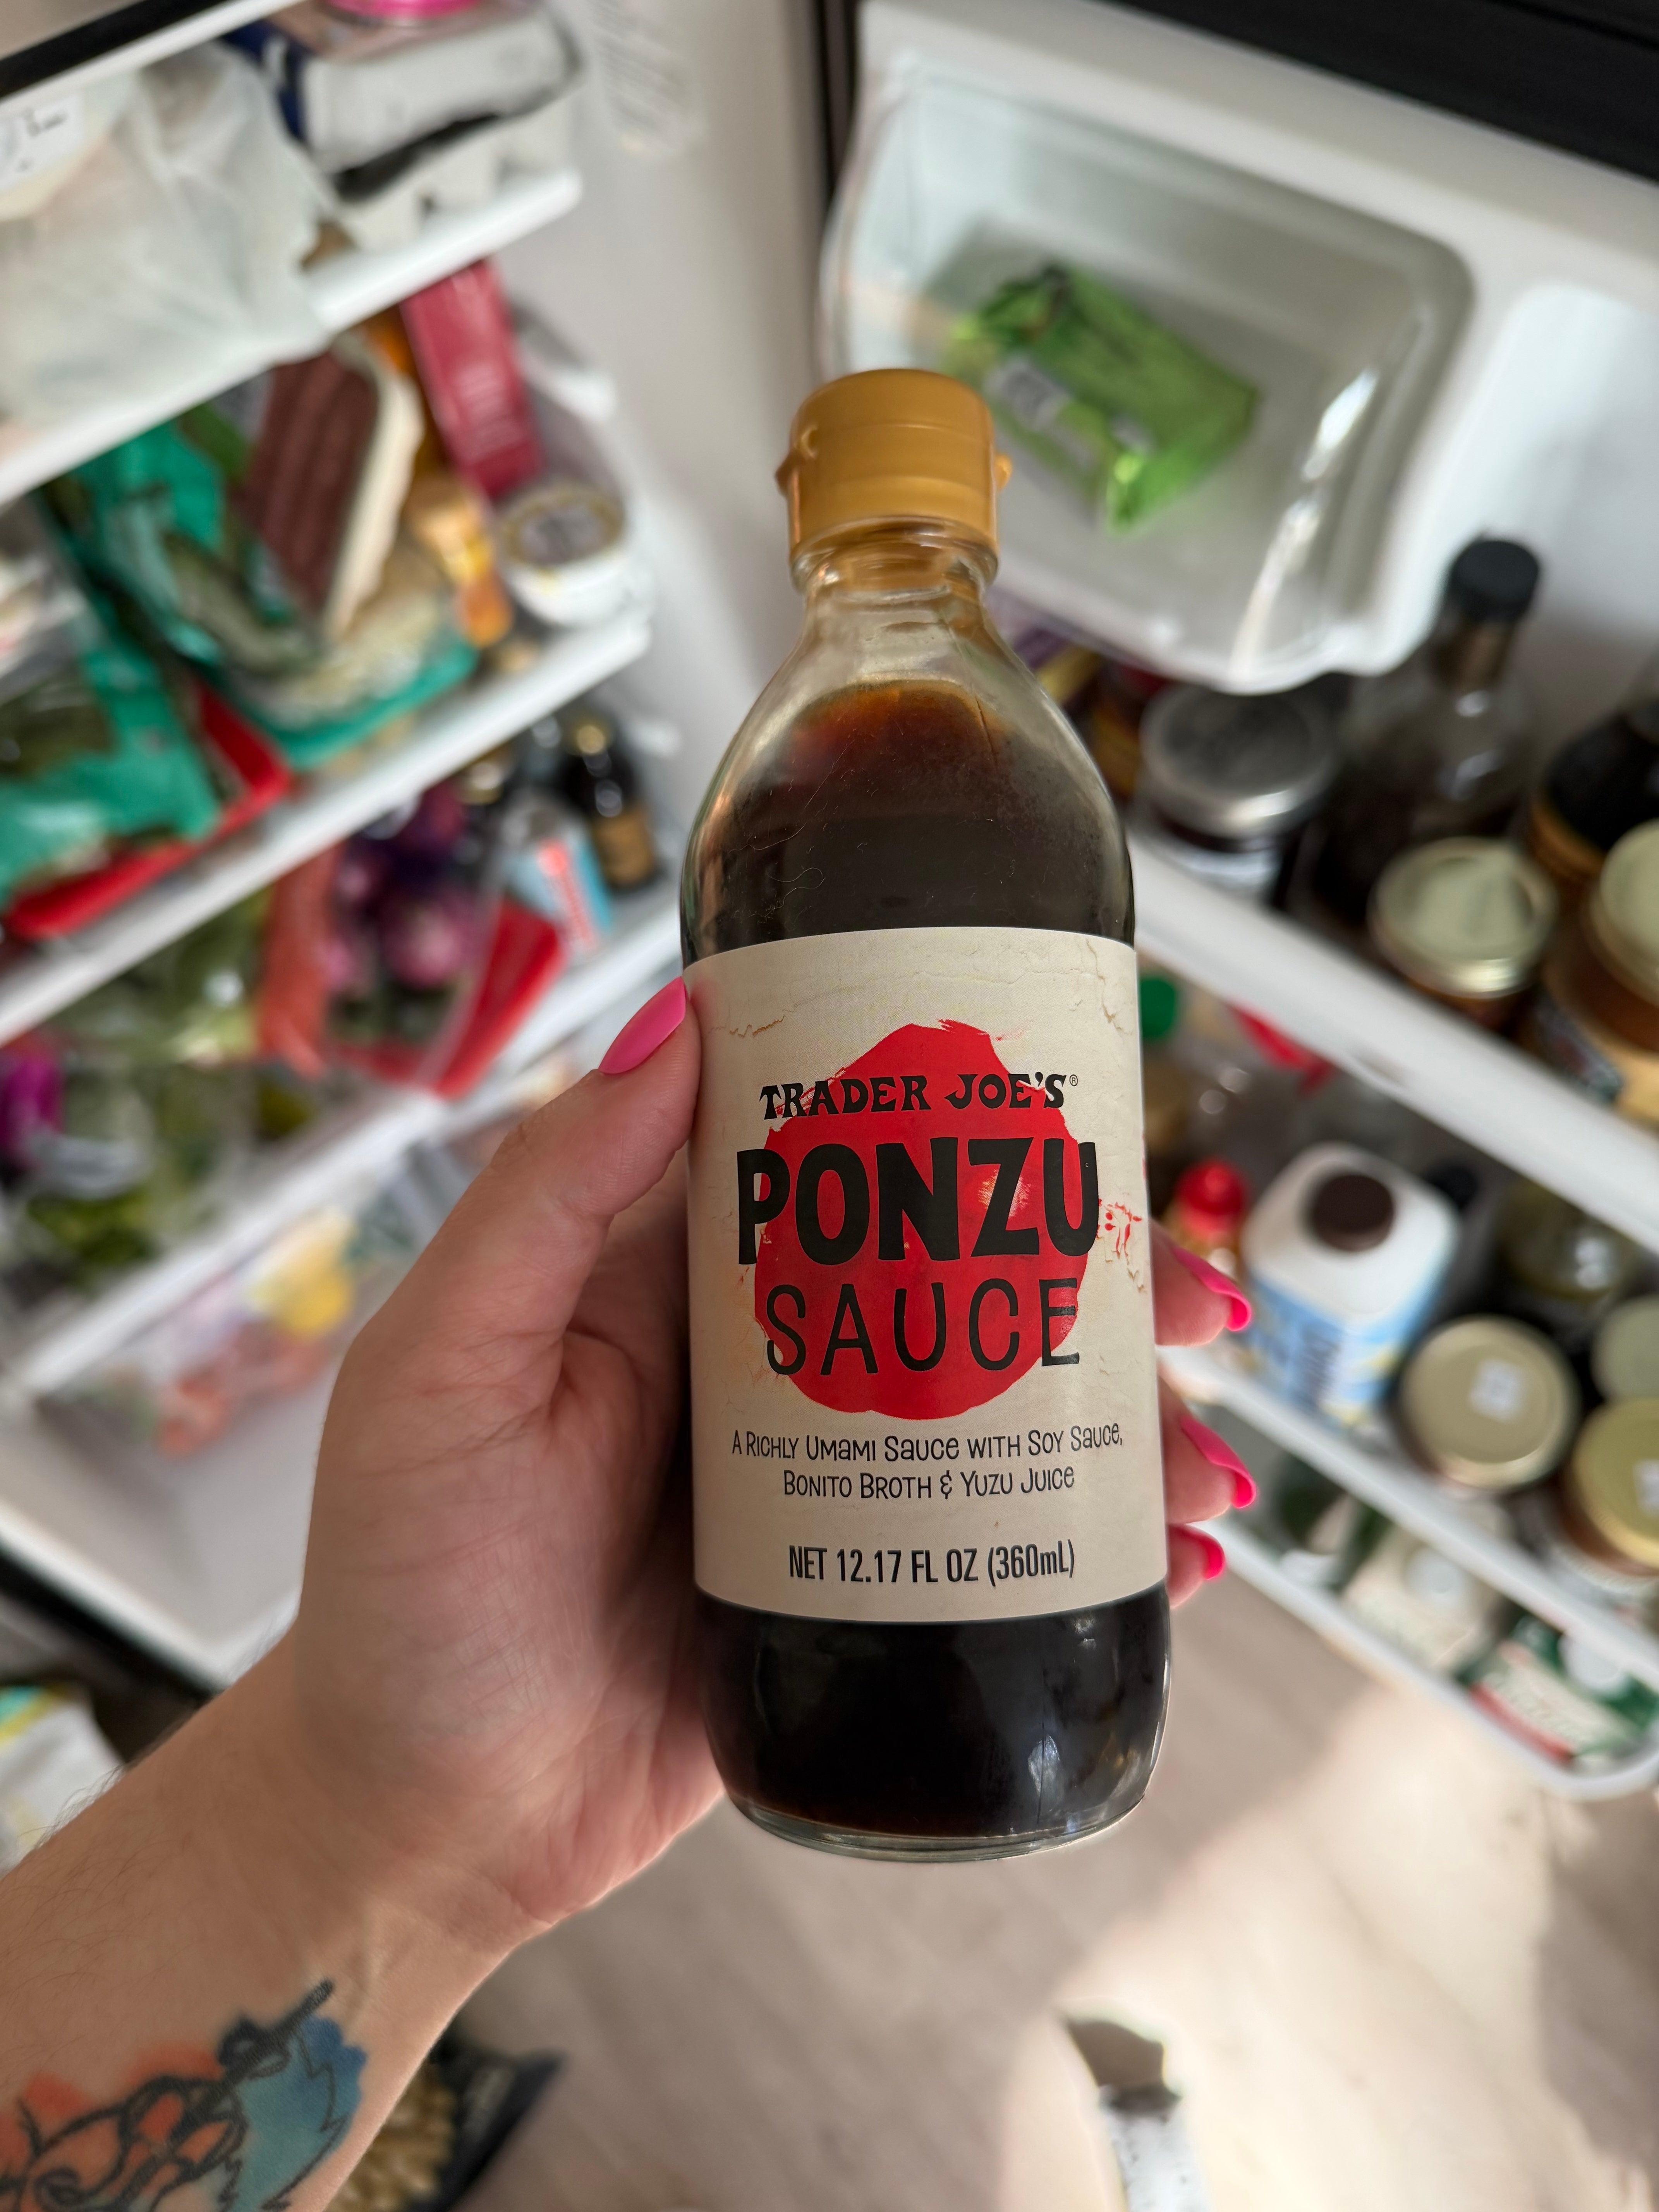 TRADER JOE'S®
PONZU
SAUCE
A RICHLY UMAMI SAUCE WITH SOY SAUCE,
BONITO BROTH & YUZU JUICE
NET 12.17 FL OZ (360mL)